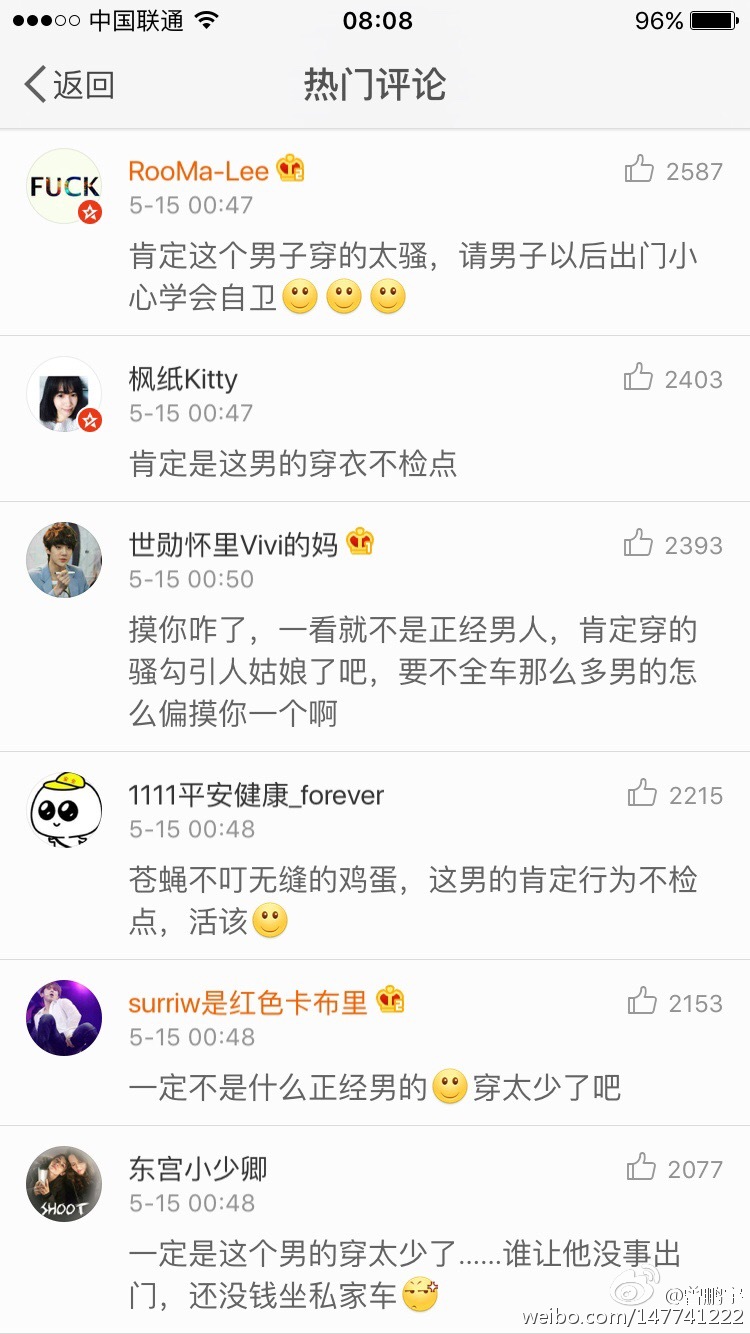 中国联通
08:08
96%
返回
热门评论
FUCK
RooMa-Lee
2587
5-15 00:47
肯定这个男子穿的太骚，请男子以后出门小
心学会自卫
枫纸Kitty
2403
5-15 00:47
肯定是这男的穿衣不检点
世勋怀里Vivi的妈
2393
5-15 00:50
摸你咋了，一看就不是正经男人，肯定穿的
骚勾引人姑娘了吧，要不全车那么多男的怎
么偏摸你一个啊
1111平安健康_forever
2215
5-15 00:48
苍蝇不叮无缝的鸡蛋，这男的肯定行为不检
点，活该
surriw是红色卡布里
2153
5-15 00:48
一定不是什么正经男的穿太少了吧
SHOOT
东宫小少卿
2077
5-15 00:48
一定是这个男的穿太少了......谁让他没事出
门，还没钱坐私家车
weibo.com/147741222